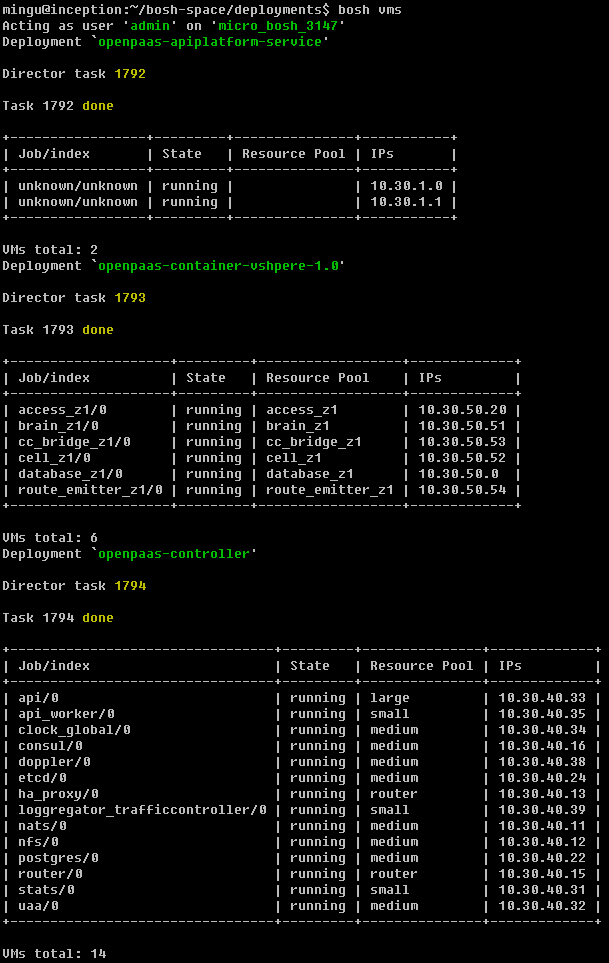 mingu@inception:~/bosh-space/deployments$ bosh vms
Acting as user 'admin' on 'micro_bosh_3147'
Deployment `openpaas-apiplatform-service'
Director task 1792
Task 1792 done
+-----------------+---------+---------------+-----------+
| Job/index       | State   | Resource Pool | IPs       |
+-----------------+---------+---------------+-----------+
| unknown/unknown | running |               | 10.30.1.0 |
| unknown/unknown | running |               | 10.30.1.1 |
+-----------------+---------+---------------+-----------+
VMs total: 2
Deployment `openpaas-container-vshpere-1.0'
Director task 1793
Task 1793 done
+--------------------+---------+------------------+-------------+
| Job/index          | State   | Resource Pool    | IPs         |
+--------------------+---------+------------------+-------------+
| access_z1/0        | running | access_z1        | 10.30.50.20 |
| brain_z1/0         | running | brain_z1         | 10.30.50.51 |
| cc_bridge_z1/0     | running | cc_bridge_z1     | 10.30.50.53 |
| cell_z1/0          | running | cell_z1          | 10.30.50.52 |
| database_z1/0      | running | database_z1      | 10.30.50.0  |
| route_emitter_z1/0 | running | route_emitter_z1 | 10.30.50.54 |
+--------------------+---------+------------------+-------------+
VMs total: 6
Deployment `openpaas-controller'
Director task 1794
Task 1794 done
+---------------------------------+---------+---------------+-------------+
| Job/index                       | State   | Resource Pool | IPs         |
+---------------------------------+---------+---------------+-------------+
| api/0                           | running | large         | 10.30.40.33 |
| api_worker/0                    | running | small         | 10.30.40.35 |
| clock_global/0                  | running | medium        | 10.30.40.34 |
| consul/0                        | running | medium        | 10.30.40.16 |
| doppler/0                       | running | medium        | 10.30.40.38 |
| etcd/0                          | running | medium        | 10.30.40.24 |
| ha_proxy/0                      | running | router        | 10.30.40.13 |
| loggregator_trafficcontroller/0 | running | small         | 10.30.40.39 |
| nats/0                          | running | medium        | 10.30.40.11 |
| nfs/0                           | running | medium        | 10.30.40.12 |
| postgres/0                      | running | medium        | 10.30.40.22 |
| router/0                        | running | router        | 10.30.40.15 |
| stats/0                         | running | small         | 10.30.40.31 |
| uaa/0                           | running | medium        | 10.30.40.32 |
+---------------------------------+---------+---------------+-------------+
VMs total: 14